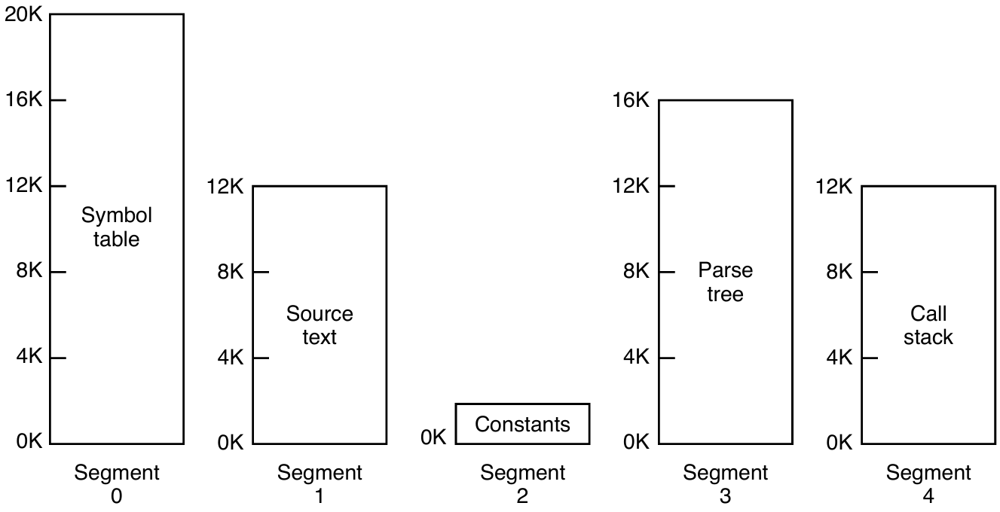 20K
16K
12K
8K
4K
0K
Symbol
table
Segment
0
12K
8K
4K
0K
Source
text
Segment
1
0K
Constants
Segment
2
16K
12K
8K
4K
0K
Parse
tree
Segment
3
12K
8K
4K
0K
Call
stack
Segment
4